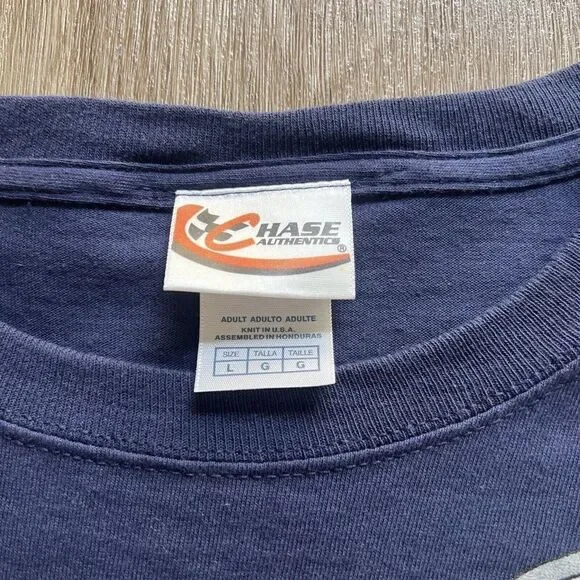 CHASE
AUTHENTICS®
ADULT ADULTO ADULTE
KNIT IN U.S.A.
ASSEMBLED IN HONDURAS
SIZE TALLA TAILLE
L G G